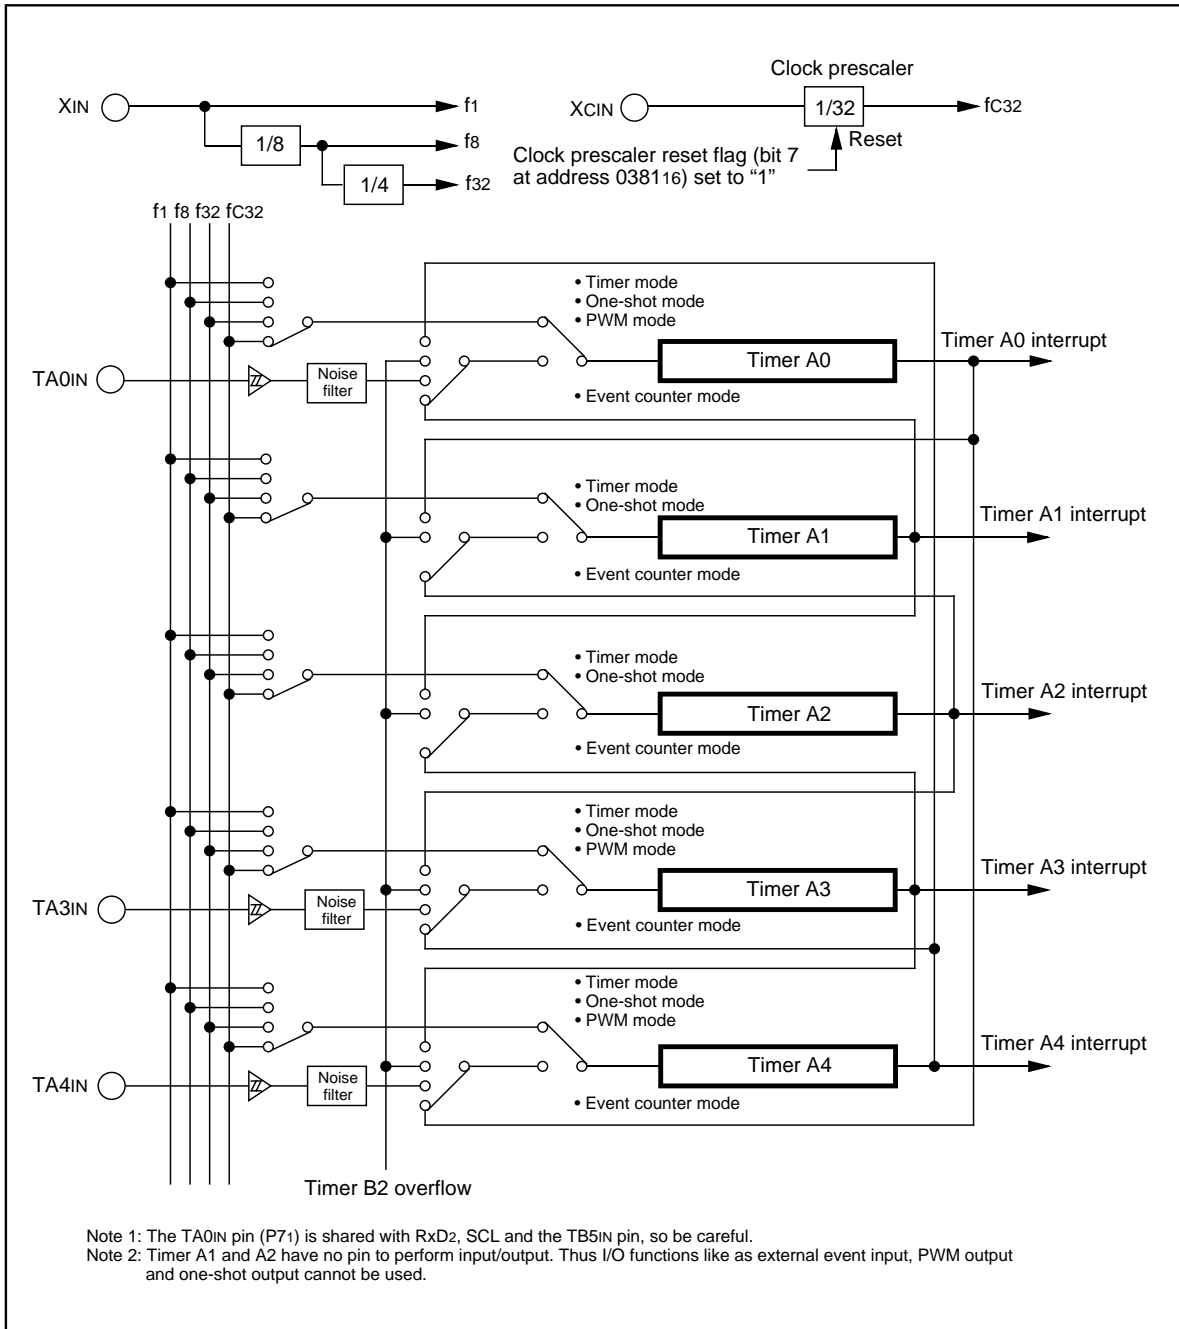 Clock prescaler
XIN
f1
XCIN
1/32
fC32
1/8
f8
Reset
Clock prescaler reset flag (bit 7
at address 038116) set to “1”
1/4
f32
f1 f8 f32 fC32
• Timer mode
• One-shot mode
• PWM mode
Timer A0
Timer A0 interrupt
TA0IN
Noise
filter
• Event counter mode
• Timer mode
• One-shot mode
Timer A1
Timer A1 interrupt
• Event counter mode
• Timer mode
• One-shot mode
Timer A2
Timer A2 interrupt
• Event counter mode
• Timer mode
• One-shot mode
• PWM mode
Timer A3
Timer A3 interrupt
TA3IN
Noise
filter
• Event counter mode
• Timer mode
• One-shot mode
• PWM mode
Timer A4
Timer A4 interrupt
TA4IN
Noise
filter
• Event counter mode
Timer B2 overflow
Note 1: The TA0IN pin (P71) is shared with RxD2, SCL and the TB5IN pin, so be careful.
Note 2: Timer A1 and A2 have no pin to perform input/output. Thus I/O functions like as external event input, PWM output
and one-shot output cannot be used.